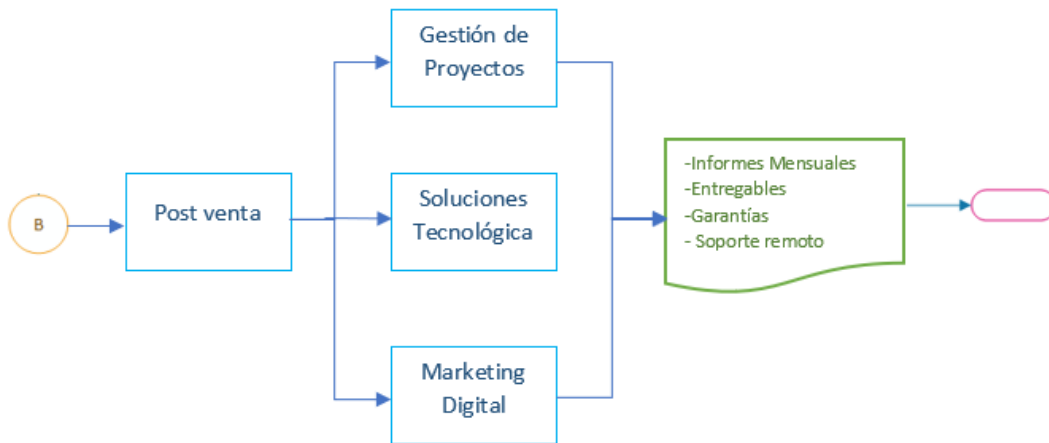 B
Post venta
Gestión de
Proyectos
Soluciones
Tecnológica
Marketing
Digital
-Informes Mensuales
-Entregables
-Garantías
- Soporte remoto